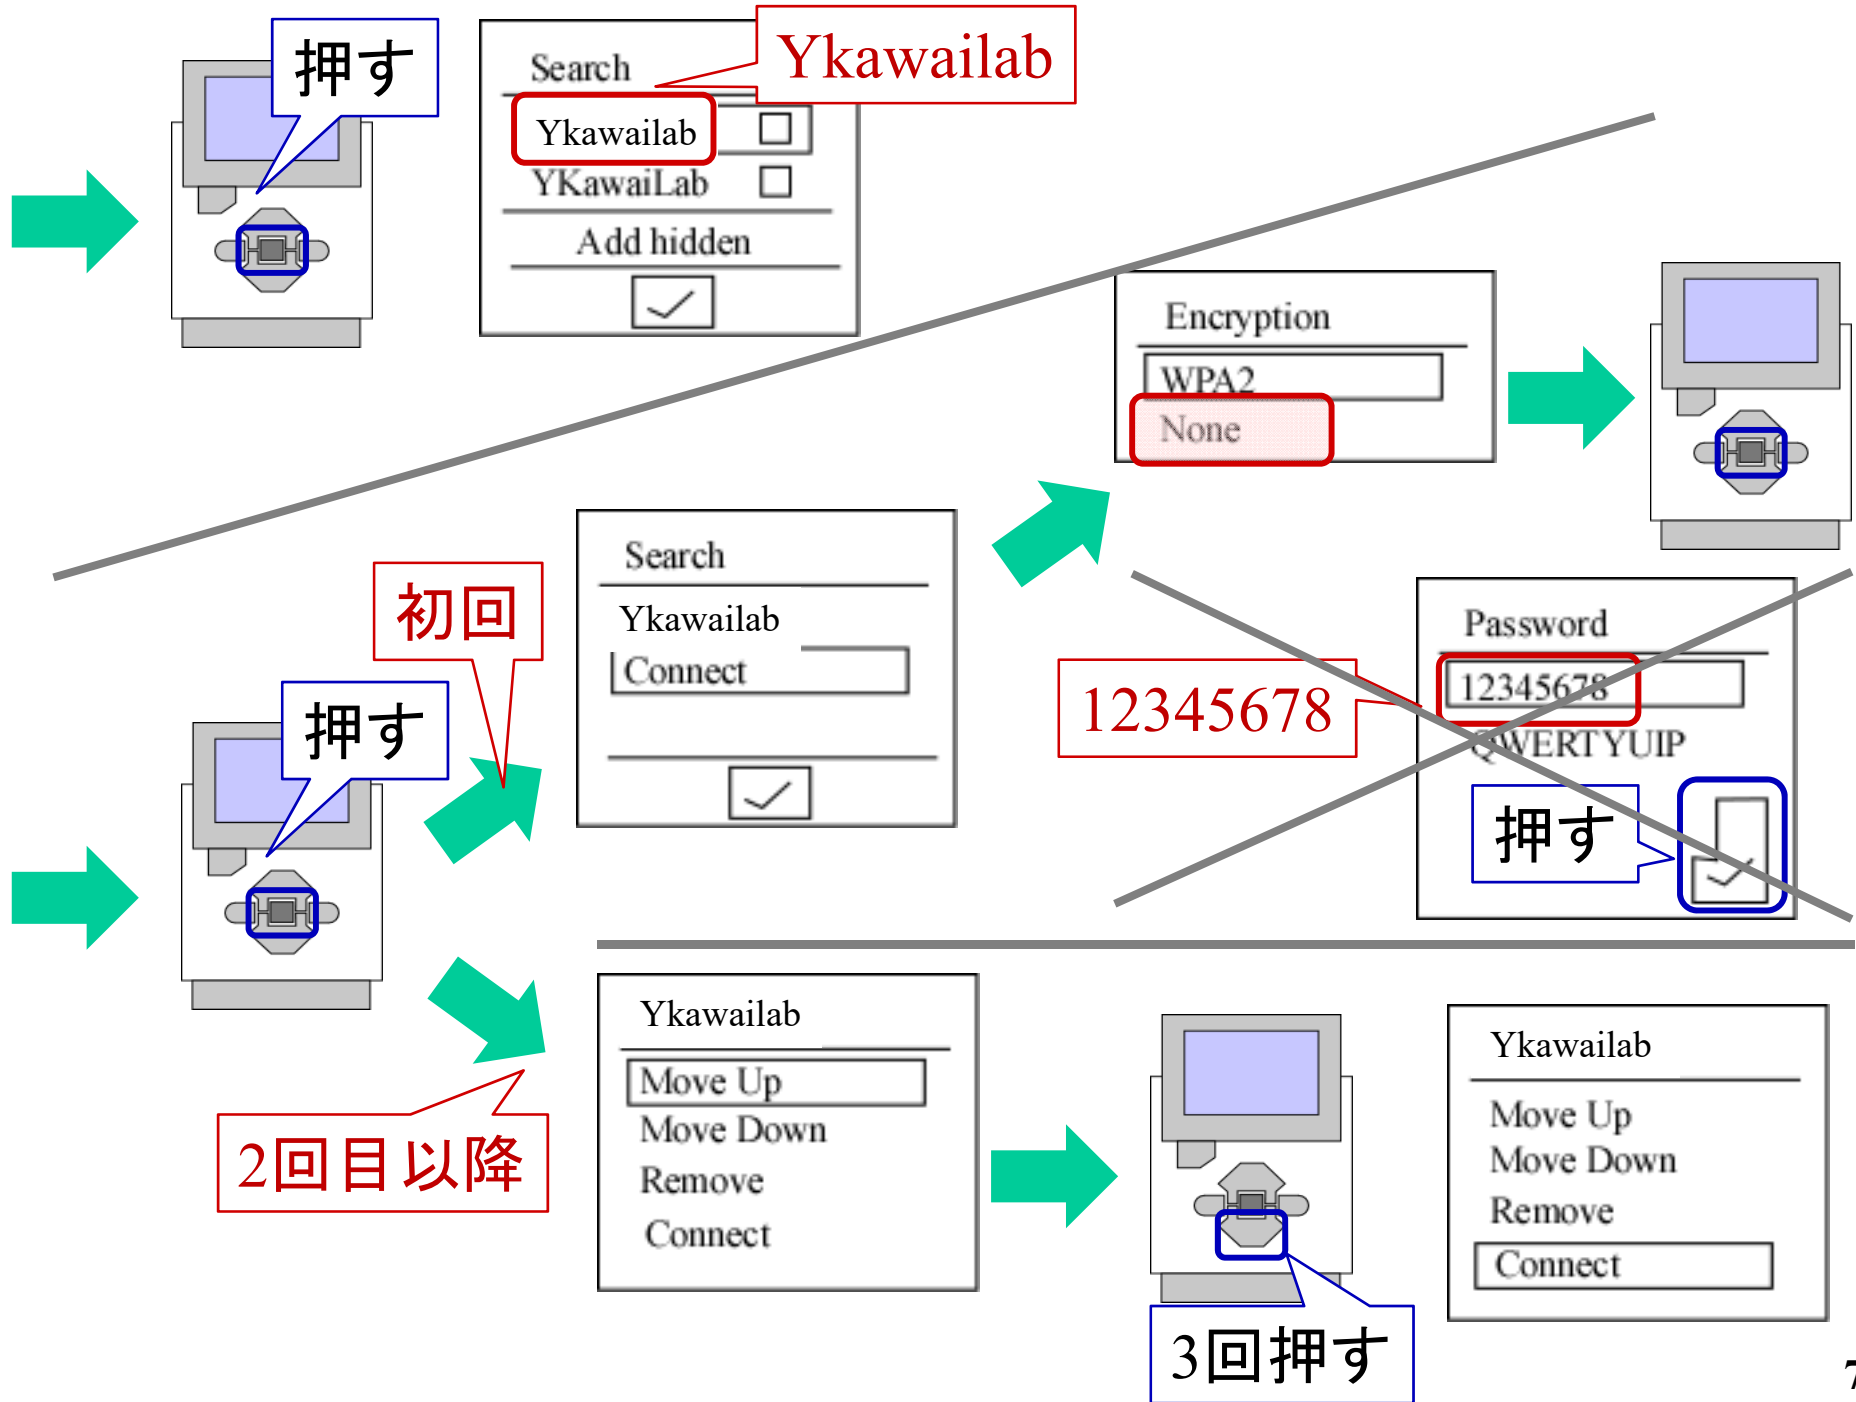 押す
Search
Ykawailab
Ykawailab
YKawaiLab
Add hidden
Encryption
WPA2
None
初回
Search
Ykawailab
Connect
押す
Password
12345678
12345678
QWERTYUIP
押す
2回目以降
Ykawailab
Move Up
Move Down
Remove
Connect
3回押す
Ykawailab
Move Up
Move Down
Remove
Connect
7